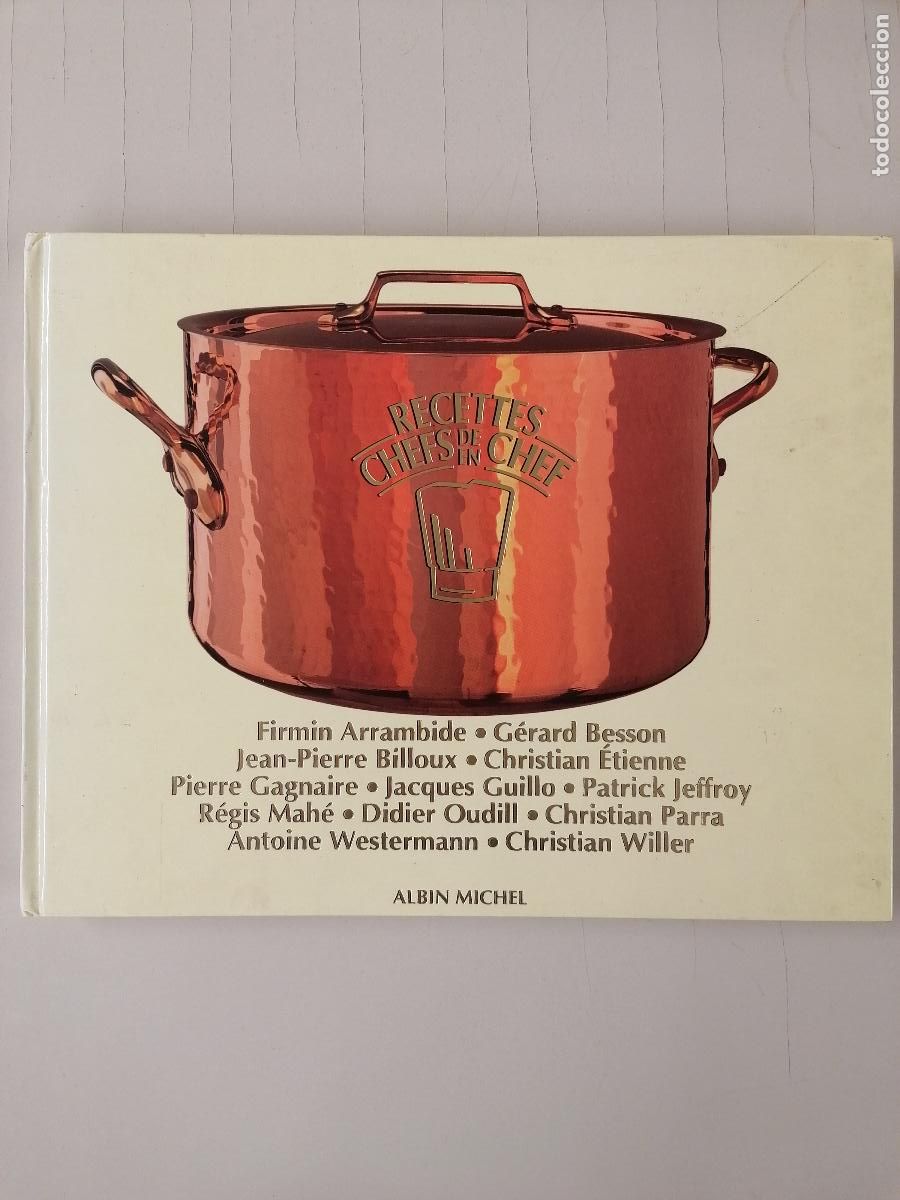 RECETTES
DE
CHEFS EN CHEF
Firmin Arrambide • Gérard Besson
Jean-Pierre Billoux • Christian Étienne
Pierre Gagnaire • Jacques Guillo • Patrick Jeffroy
Régis Mahé • Didier Oudill • Christian Parra
Antoine Westermann • Christian Willer
ALBIN MICHEL
todocoleccion